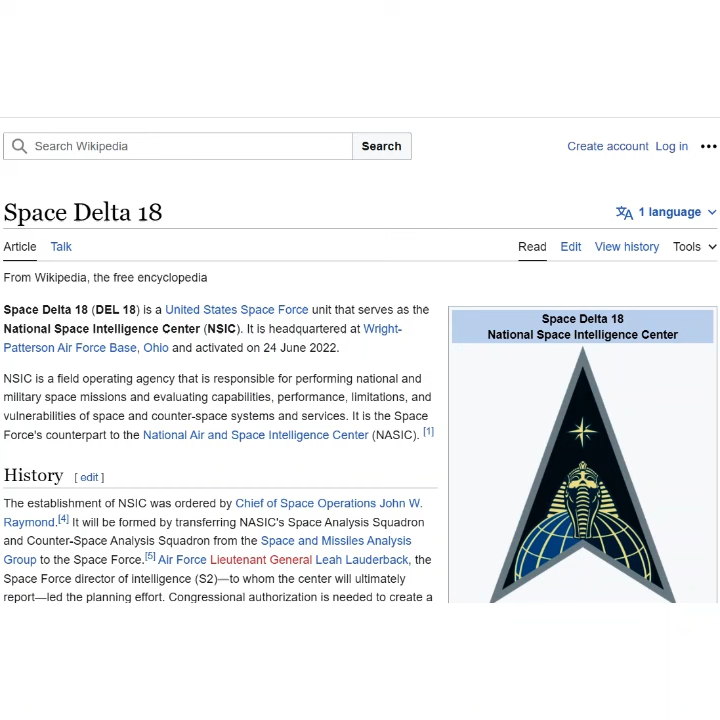 Search Wikipedia
Search
Create account Log in •••
Space Delta 18
1 language
Article Talk
Read Edit View history Tools
From Wikipedia, the free encyclopedia
Space Delta 18 (DEL 18) is a United States Space Force unit that serves as the
National Space Intelligence Center (NSIC). It is headquartered at Wright-
Patterson Air Force Base, Ohio and activated on 24 June 2022.
NSIC is a field operating agency that is responsible for performing national and
military space missions and evaluating capabilities, performance, limitations, and
vulnerabilities of space and counter-space systems and services. It is the Space
Force's counterpart to the National Air and Space Intelligence Center (NASIC). [1]
History [ edit ]
The establishment of NSIC was ordered by Chief of Space Operations John W.
Raymond.[4] It will be formed by transferring NASIC's Space Analysis Squadron
and Counter-Space Analysis Squadron from the Space and Missiles Analysis
Group to the Space Force.[5] Air Force Lieutenant General Leah Lauderback, the
Space Force director of intelligence (S2)—to whom the center will ultimately
report—led the planning effort. Congressional authorization is needed to create a
Space Delta 18
National Space Intelligence Center